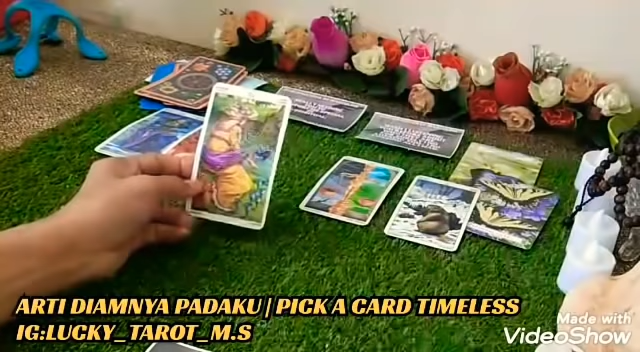 ARTI DIAMNYA PADAKU | PICK A CARD TIMELESS
IG:LUCKY_TAROT_M.S
Made with
VideoShow